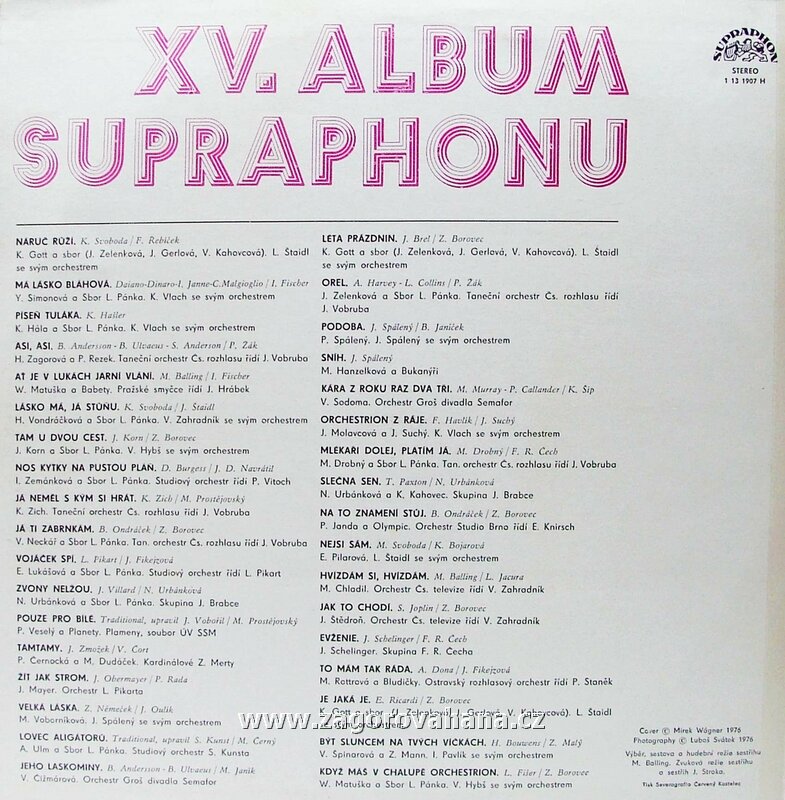 XV. ALBUM
SUPRAPHONU
SUPRAPHON
STEREO
1 13 1907 H
NÁRUČ RŮŽÍ. K. Svoboda / F. Řebíček
K. Gott a sbor (J. Zelenková, J. Gerlová, V. Kahovcová). L. Štaidl
se svým orchestrem
MÁ LÁSKO BLÁHOVÁ. Daiano-Dinaro-I. Janne-C.Malgioglio / I. Fischer
Y. Simonová a Sbor L. Pánka. K. Vlach se svým orchestrem
PÍSEŇ TULÁKA. K. Hašler
K. Hála a Sbor L. Pánka. K. Vlach se svým orchestrem
ASI, ASI. B. Andersson - B. Ulvaeus - S. Anderson / P. Žák
H. Zagorová a P. Rezek. Taneční orchestr Čs. rozhlasu řídí J. Vobruba
AŤ JE V LUKÁCH JARNÍ VLÁNÍ. M. Balling / I. Fischer
W. Matuška a Babety. Pražské smyčce řídí J. Hrábek
LÁSKO MÁ, JÁ STŮŇU. K. Svoboda / J. Štaidl
H. Vondráčková a Sbor L. Pánka. V. Zahradník se svým orchestrem
TAM U DVOU CEST. J. Korn / Z. Borovec
J. Korn a Sbor L. Pánka. V. Hybš se svým orchestrem
NOS KYTKY NA PUSTOU PLÁŇ. D. Burgess / J. D. Navrátil
I. Zemánková a Sbor L. Pánka. Studiový orchestr řídí P. Vitoch
JÁ NEMĚL S KÝM SI HRÁT. K. Zich / M. Prostějovský
K. Zich. Taneční orchestr Čs. rozhlasu řídí J. Vobruba
JÁ TI ZABRNKÁM. B. Ondráček / Z. Borovec
V. Neckář a Sbor L. Pánka. Tan. orchestr Čs. rozhlasu řídí J. Vobruba
VOJÁČEK SPÍ. L. Pikart / J. Fikejzová
E. Lukášová a Sbor L. Pánka. Studiový orchestr řídí L. Pikart
ZVONY NELŽOU. J. Villard / N. Urbánková
N. Urbánková a Sbor L. Pánka. Skupina J. Brabce
POUZE PRO BÍLÉ. Traditional, upravil J. Vobořil / M. Prostějovský
P. Veselý a Planety. Plameny, soubor ÚV SSM
TAMTAMY. J. Zmožek / V. Čort
P. Černocká a M. Dudáček. Kardinálové Z. Merty
ŽÍT JAK STROM. J. Obermayer / P. Rada
J. Mayer. Orchestr L. Pikarta
VELKÁ LÁSKA. Z. Němeček / J. Oulík
M. Voborníková. J. Spálený se svým orchestrem
LOVEC ALIGÁTORŮ. Traditional, upravil S. Kunst / M. Černý
A. Ulm a Sbor L. Pánka. Studiový orchestr S. Kunsta
JEHO LASKOMINY. B. Andersson - B. Ulvaeus / M. Janík
V. Čižmárová. Orchestr Groš divadla Semafor
LÉTA PRÁZDNIN. J. Brel / Z. Borovec
K. Gott a sbor (J. Zelenková, J. Gerlová, V. Kahovcová). L. Štaidl
se svým orchestrem
OREL. A. Harvey - L. Collins / P. Žák
J. Zelenková a Sbor L. Pánka. Taneční orchestr Čs. rozhlasu řídí
J. Vobruba
PODOBA. J. Spálený / B. Janíček
P. Spálený. J. Spálený se svým orchestrem
SNÍH. J. Spálený
M. Hanzelková a Bukanýři
KÁRA Z ROKU RAZ DVA TŘI. M. Murray - P. Callander / K. Šíp
V. Sodoma. Orchestr Groš divadla Semafor
ORCHESTRION Z RÁJE. F. Havlík / J. Suchý
J. Molavcová a J. Suchý. K. Vlach se svým orchestrem
MLÉKAŘI DOLEJ, PLATÍM JÁ. M. Drobný / F. R. Čech
M. Drobný a Sbor L. Pánka. Tan. orchestr Čs. rozhlasu řídí J. Vobruba
SLEČNA SEN. T. Paxton / N. Urbánková
N. Urbánková a K. Kahovec. Skupina J. Brabce
NA TO ZNAMENÍ STŮJ. B. Ondráček / Z. Borovec
P. Janda a Olympic. Orchestr Studio Brno řídí E. Knirsch
NEJSI SÁM. M. Svoboda / K. Bojarová
E. Pilarová. L. Štaidl se svým orchestrem
HVÍZDÁM SI, HVÍZDÁM. M. Balling / L. Jacura
M. Chladil. Orchestr Čs. televize řídí V. Zahradník
JAK TO CHODÍ. S. Joplin / Z. Borovec
J. Štědroň. Orchestr Čs. televize řídí V. Zahradník
EVŽENIE. J. Schelinger / F. R. Čech
J. Schelinger. Skupina F. R. Čecha
TO MÁM TAK RÁDA. A. Dona / J. Fikejzová
M. Rottrová a Bludičky. Ostravský rozhlasový orchestr řídí P. Staněk
JE JAKÁ JE. E. Ricardi / Z. Borovec
K. Gott a sbor (J. Zelenková, J. Gerlová, V. Kahovcová). L. Štaidl
se svým orchestrem
BÝT SLUNCEM NA TVÝCH VÍČKÁCH. H. Bouwens / Z. Malý
V. Špinarová a Z. Mann. I. Pavlík se svým orchestrem
KDYŽ MÁŠ V CHALUPĚ ORCHESTRION. L. Fišer / Z. Borovec
W. Matuška a Sbor L. Pánka. Studiový orchestr řídí P. Vitoch
www.zagorovahana.cz
Cover © Mirek Wágner 1976
Photography © Luboš Svátek 1976
Výběr, sestava a hudební režie sestřihu
M. Balling. Zvuková režie sestřihu
a sestřih J. Stroka.
Tisk Severografia Červený Kostelec